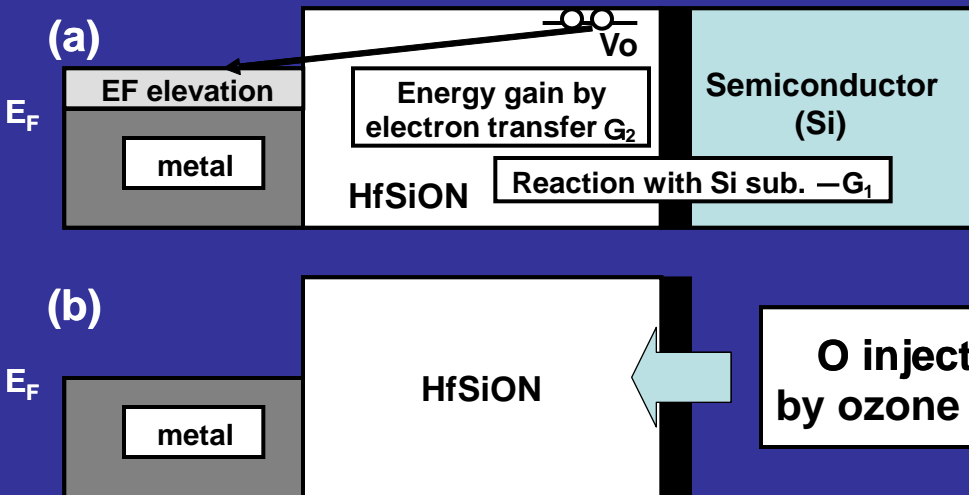 (a)
Vo
EF elevation
Energy gain by
electron transfer G2
Semiconductor
(Si)
EF
metal
Reaction with Si sub. —G1
HfSiON
(b)
O inject
by ozone
EF
HfSiON
metal